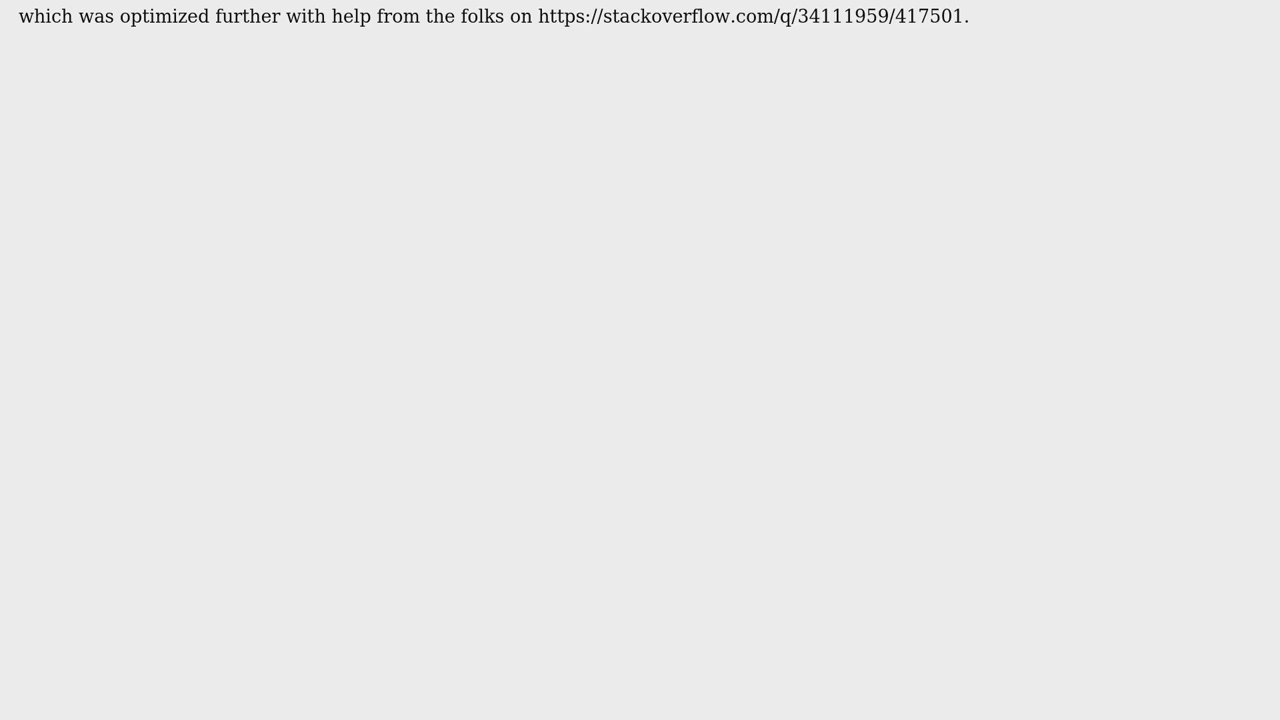 which was optimized further with help from the folks on https://stackoverflow.com/q/34111959/417501.